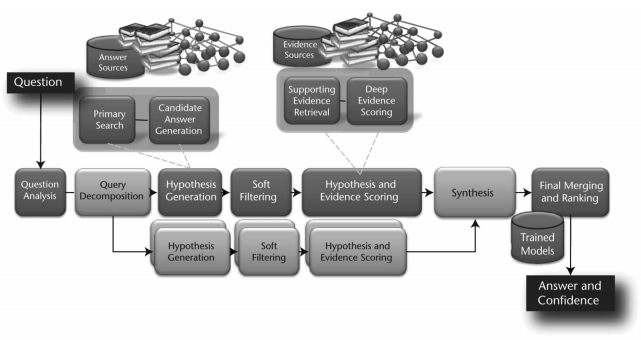 Answer
Sources
Evidence
Sources
Question
Primary
Search
Candidate
Answer
Generation
Supporting
Evidence
Retrieval
Deep
Evidence
Scoring
Question
Analysis
Query
Decomposition
Hypothesis
Generation
Soft
Filtering
Hypothesis and
Evidence Scoring
Synthesis
Final Merging
and Ranking
Hypothesis
Generation
Soft
Filtering
Hypothesis and
Evidence Scoring
Trained
Models
Answer and
Confidence